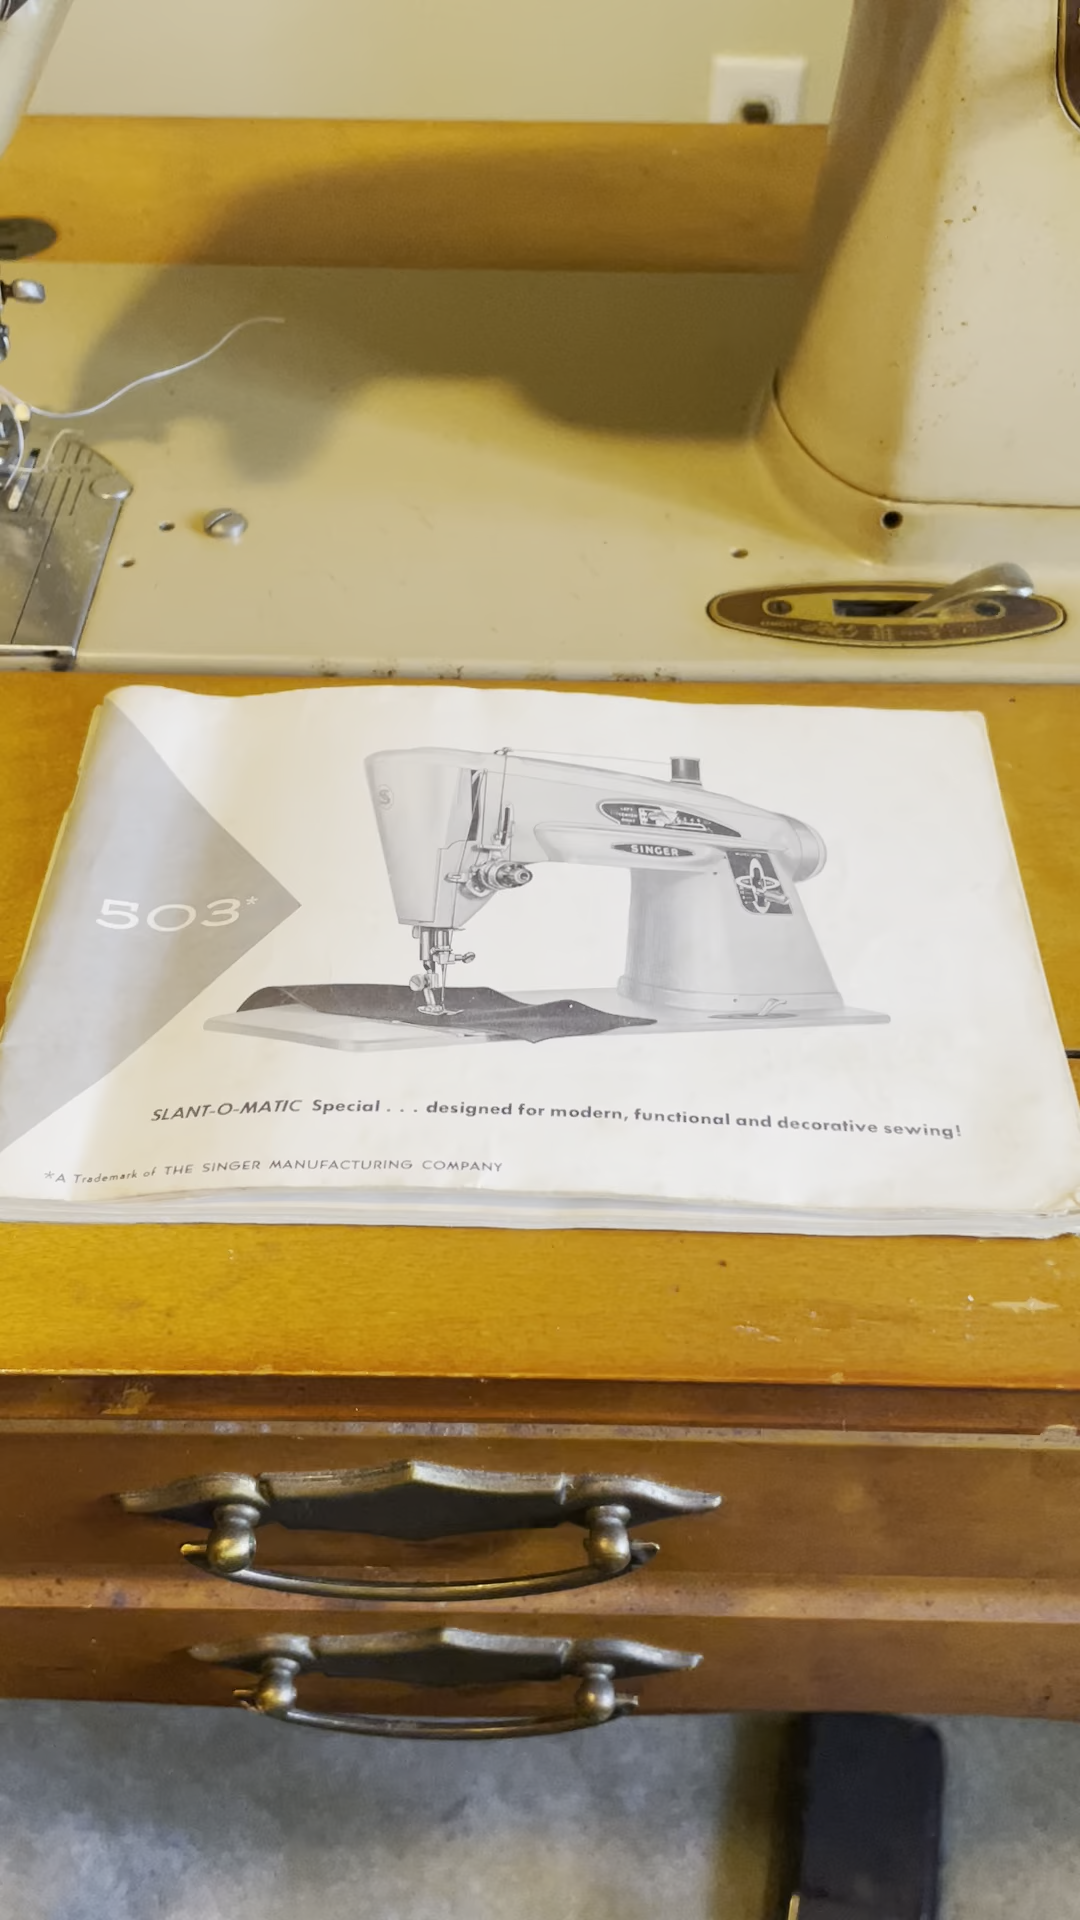 SINGER
503*
SLANT-O-MATIC Special . . . designed for modern, functional and decorative sewing!
*A Trademark of THE SINGER MANUFACTURING COMPANY